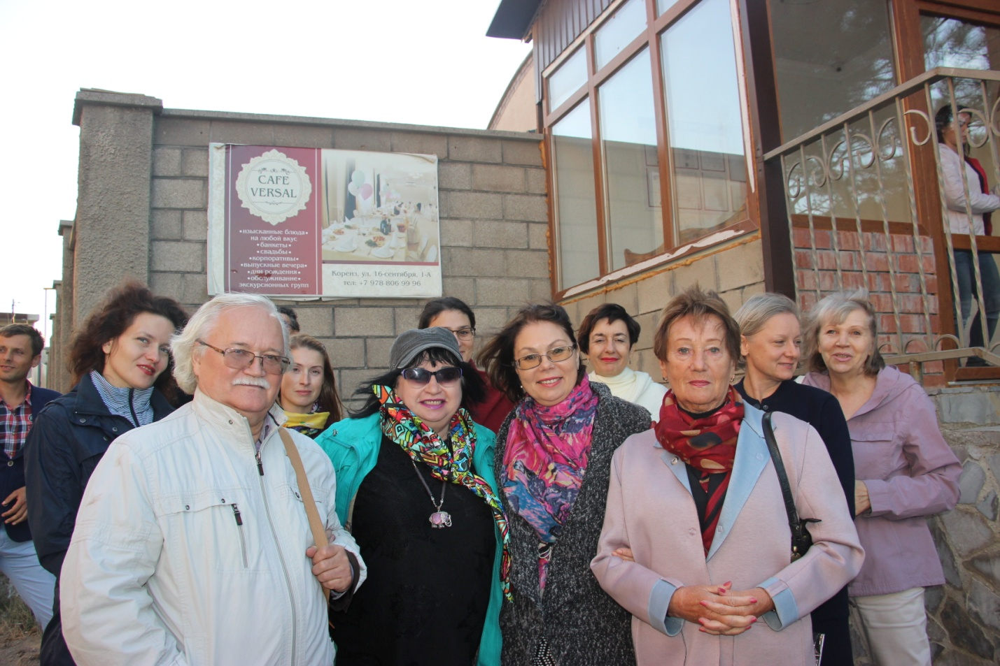 CAFE
VERSAL
•изысканные блюда•
на любой вкус
•банкеты•
•свадьбы•
•корпоративы•
•выпускные вечера•
•дни рождения•
•обслуживание•
экскурсионных групп
Кореиз, ул. 16-сентября, 1-А
тел: +7 978 806 99 96